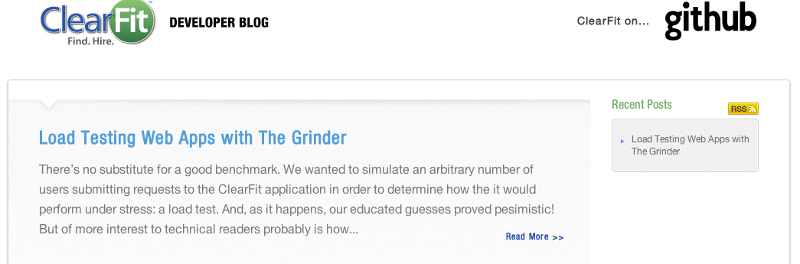 ClearFit
Find. Hire.
DEVELOPER BLOG
ClearFit on...
github
Load Testing Web Apps with The Grinder
There's no substitute for a good benchmark. We wanted to simulate an arbitrary number of
users submitting requests to the ClearFit application in order to determine how the it would
perform under stress: a load test. And, as it happens, our educated guesses proved pesimistic!
But of more interest to technical readers probably is how...
Read More >>
Recent Posts
RSS
Load Testing Web Apps with
The Grinder